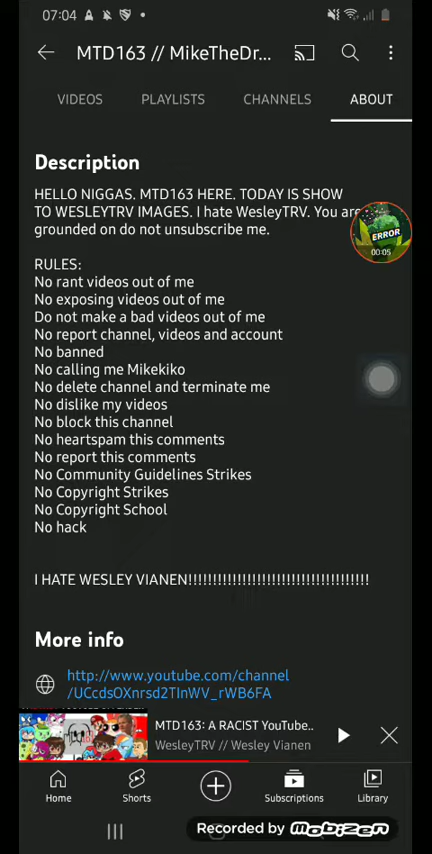 07:04
MTD163 // MikeTheDr...
VIDEOS PLAYLISTS CHANNELS ABOUT
Description
HELLO NIGGAS. MTD163 HERE. TODAY IS SHOW
TO WESLEYTRV IMAGES. I hate WesleyTRV. You are
grounded on do not unsubscribe me.
ERROR
00:05
RULES:
No rant videos out of me
No exposing videos out of me
Do not make a bad videos out of me
No report channel, videos and account
No banned
No calling me Mikekiko
No delete channel and terminate me
No dislike my videos
No block this channel
No heartspam this comments
No report this comments
No Community Guidelines Strikes
No Copyright Strikes
No Copyright School
No hack
I HATE WESLEY VIANEN!!!!!!!!!!!!!!!!!!!!!!!!!!!!!!!!!!!!!
More info
http://www.youtube.com/channel
/UCcdsOXnrsd2TInWV_rWB6FA
MTD163: A RACIST YouTube..
WesleyTRV // Wesley Vianen
Home Shorts Subscriptions Library
Recorded by Mobizen